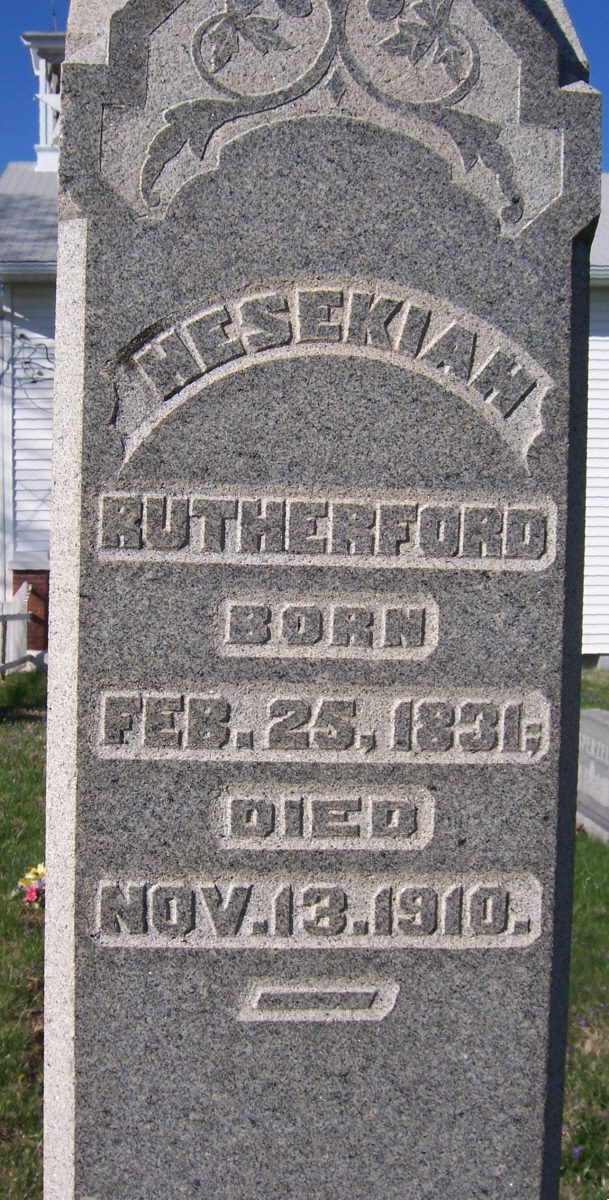 HESEKIAH
RUTHERFORD
BORN
FEB. 25, 1831;
DIED
NOV. 13. 1910.